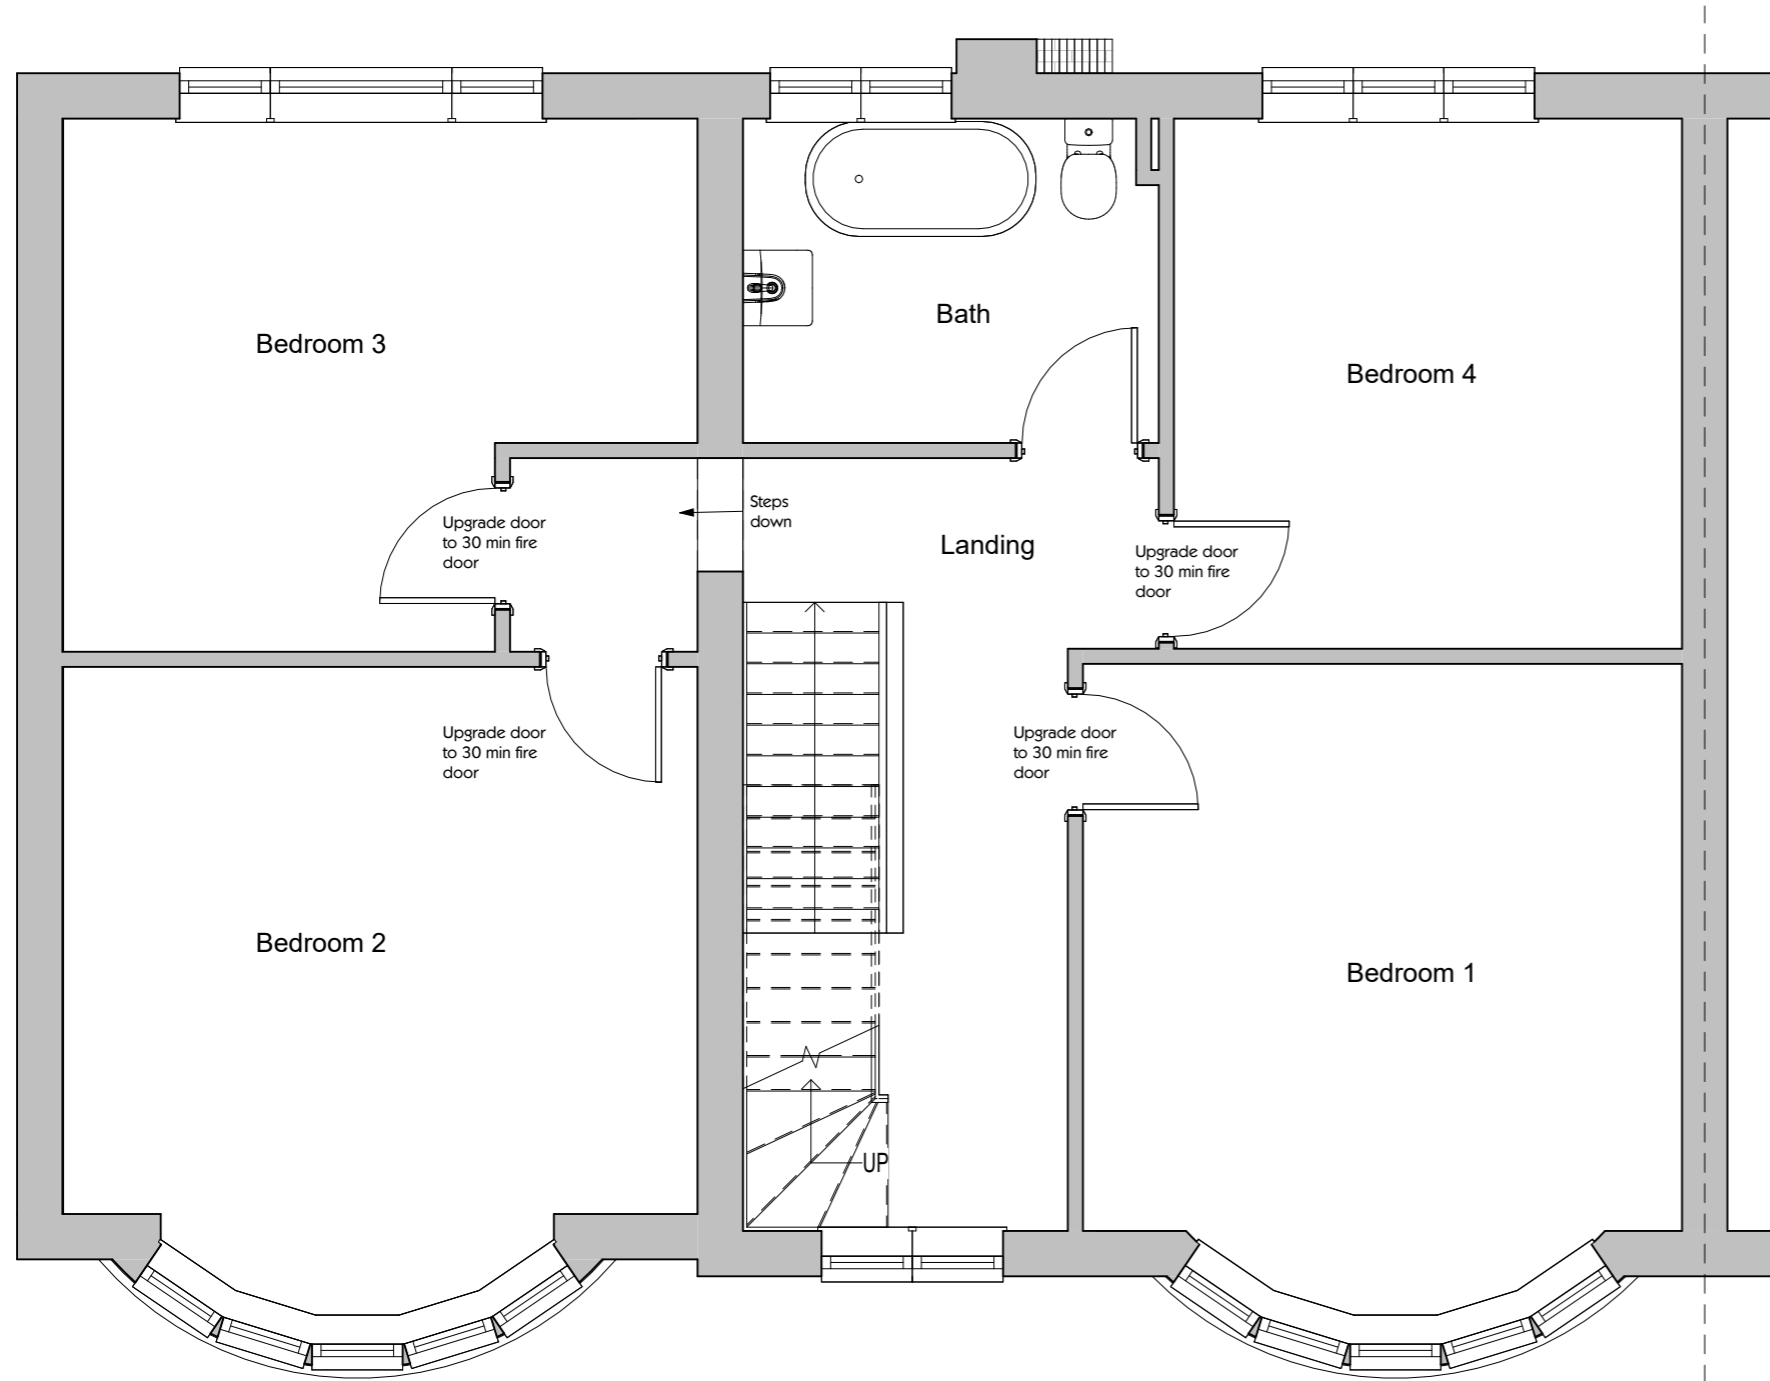 Bedroom 3
Bath
Bedroom 4
Steps
down
Upgrade door
to 30 min fire
door
Landing
Upgrade door
to 30 min fire
door
Upgrade door
to 30 min fire
door
Upgrade door
to 30 min fire
door
Bedroom 2
Bedroom 1
UP